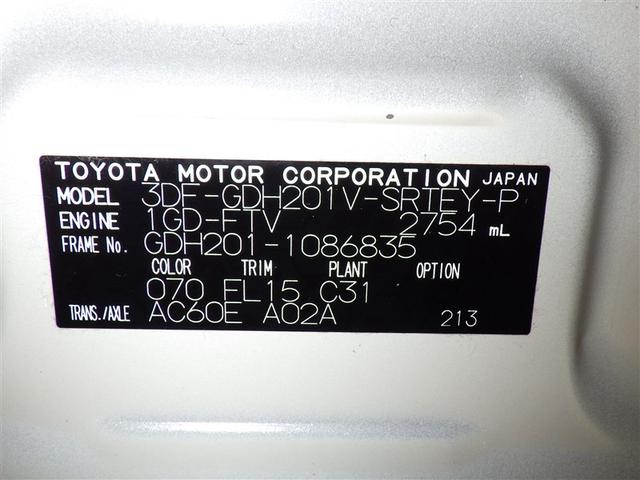 TOYOTA MOTOR CORPORATION JAPAN
MODEL 3DF-GDH201V-SRTEY-P
ENGINE 1GD-FTV 2754 mL
FRAME No. GDH201-1086835
COLOR TRIM PLANT OPTION
070 FL15 C31
TRANS./AXLE AC60E A02A 213